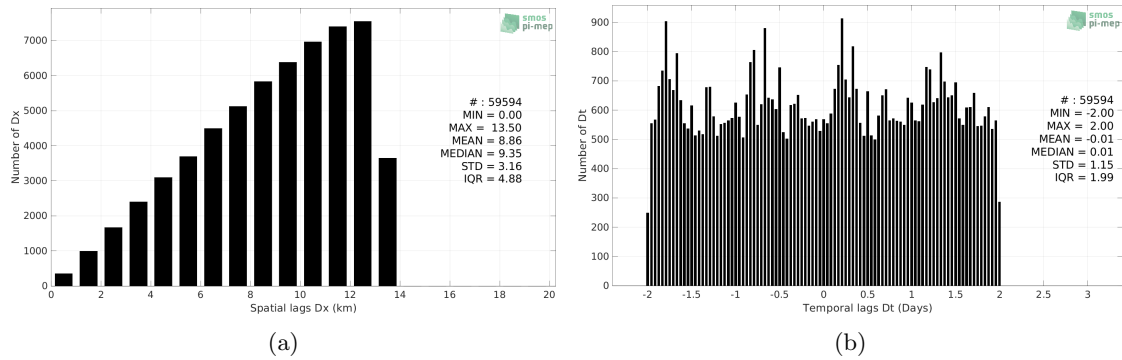 smos
pi-mep
7000
6000
5000
4000
3000
2000
1000
0
Number of Dx
# : 59594
MIN = 0.00
MAX = 13.50
MEAN = 8.86
MEDIAN = 9.35
STD = 3.16
IQR = 4.88
0 2 4 6 8 10 12 14 16 18 20
Spatial lags Dx (km)
(a)
smos
pi-mep
900
800
700
600
500
400
300
200
100
0
Number of Dt
# : 59594
MIN = -2.00
MAX = 2.00
MEAN = -0.01
MEDIAN = 0.01
STD = 1.15
IQR = 1.99
-2 -1.5 -1 -0.5 0 0.5 1 1.5 2 2.5 3
Temporal lags Dt (Days)
(b)